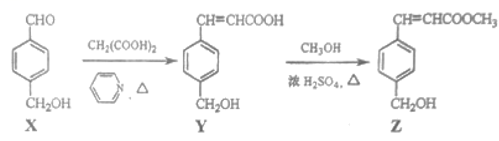 CHO
CH₂OH
X
CH₂(COOH)₂
N
, △
CH=CHCOOH
CH₂OH
Y
CH₃OH
浓 H₂SO₄, △
CH=CHCOOCH₃
CH₂OH
Z